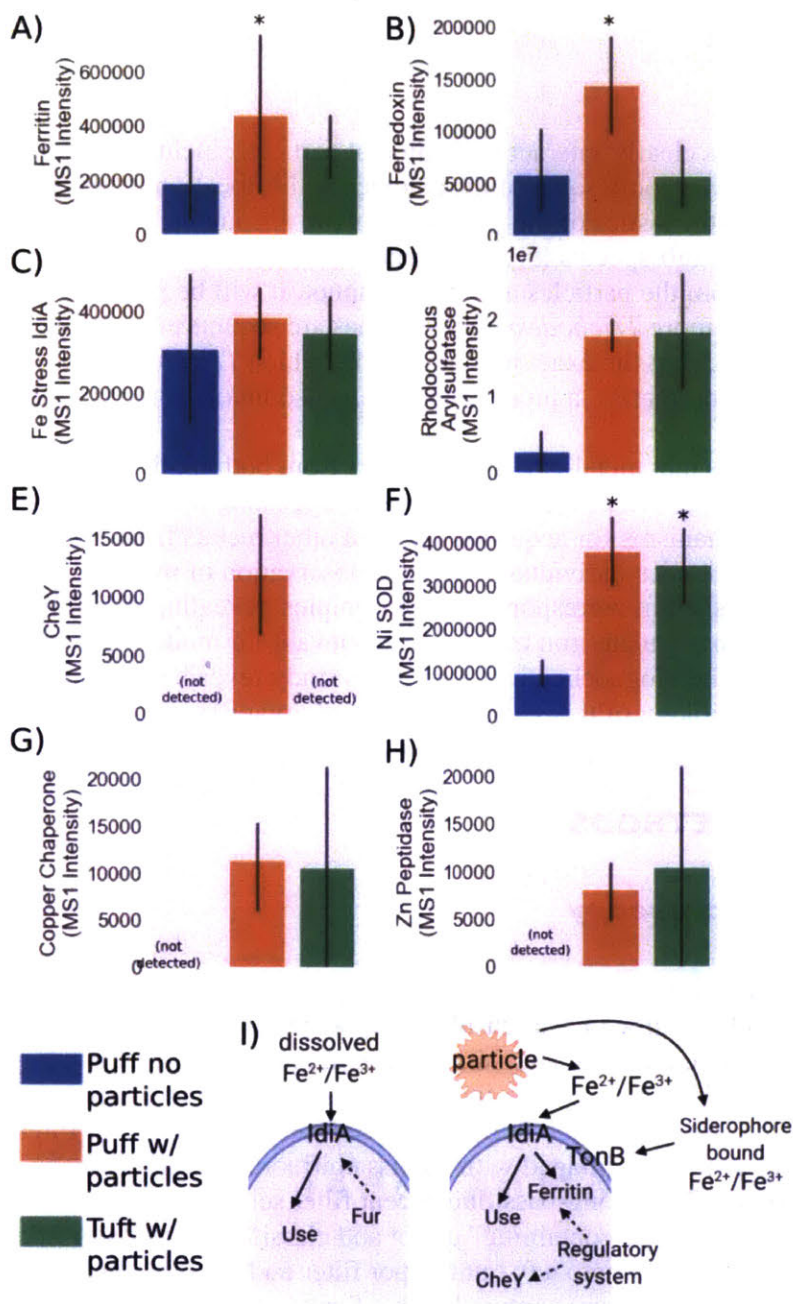 A)
*
Ferritin
(MS1 Intensity)
600000
400000
200000
0
B)
*
Ferredoxin
(MS1 Intensity)
200000
150000
100000
50000
0
C)
Fe Stress IdiA
(MS1 Intensity)
400000
200000
0
D)
1e7
Rhodococcus
Arylsulfatase
(MS1 Intensity)
2
1
0
E)
CheY
(MS1 Intensity)
15000
10000
5000
0
(not
detected)
(not
detected)
F)
*
*
Ni SOD
(MS1 Intensity)
4000000
3000000
2000000
1000000
0
G)
Copper Chaperone
(MS1 Intensity)
20000
15000
10000
5000
0
(not
detected)
H)
Zn Peptidase
(MS1 Intensity)
20000
15000
10000
5000
0
(not
detected)
Puff no
particles
Puff w/
particles
Tuft w/
particles
I)
dissolved
Fe²⁺/Fe³⁺
IdiA
Use
Fur
particle
Fe²⁺/Fe³⁺
IdiA
TonB
Siderophore
bound
Fe²⁺/Fe³⁺
Ferritin
Use
Regulatory
system
CheY